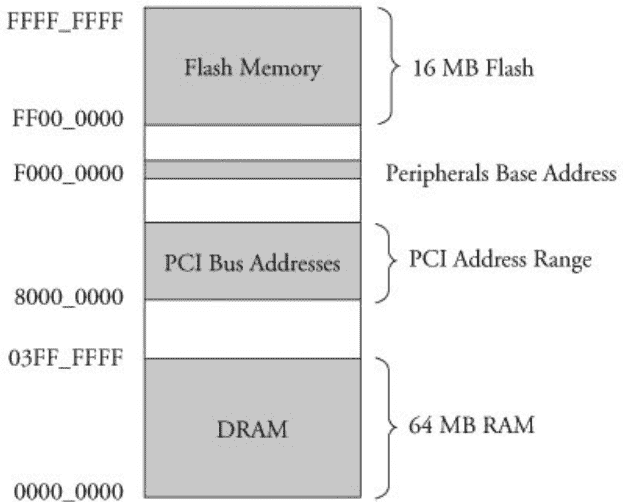 FFFF_FFFF
Flash Memory
16 MB Flash
FF00_0000
F000_0000
Peripherals Base Address
PCI Bus Addresses
PCI Address Range
8000_0000
03FF_FFFF
DRAM
64 MB RAM
0000_0000